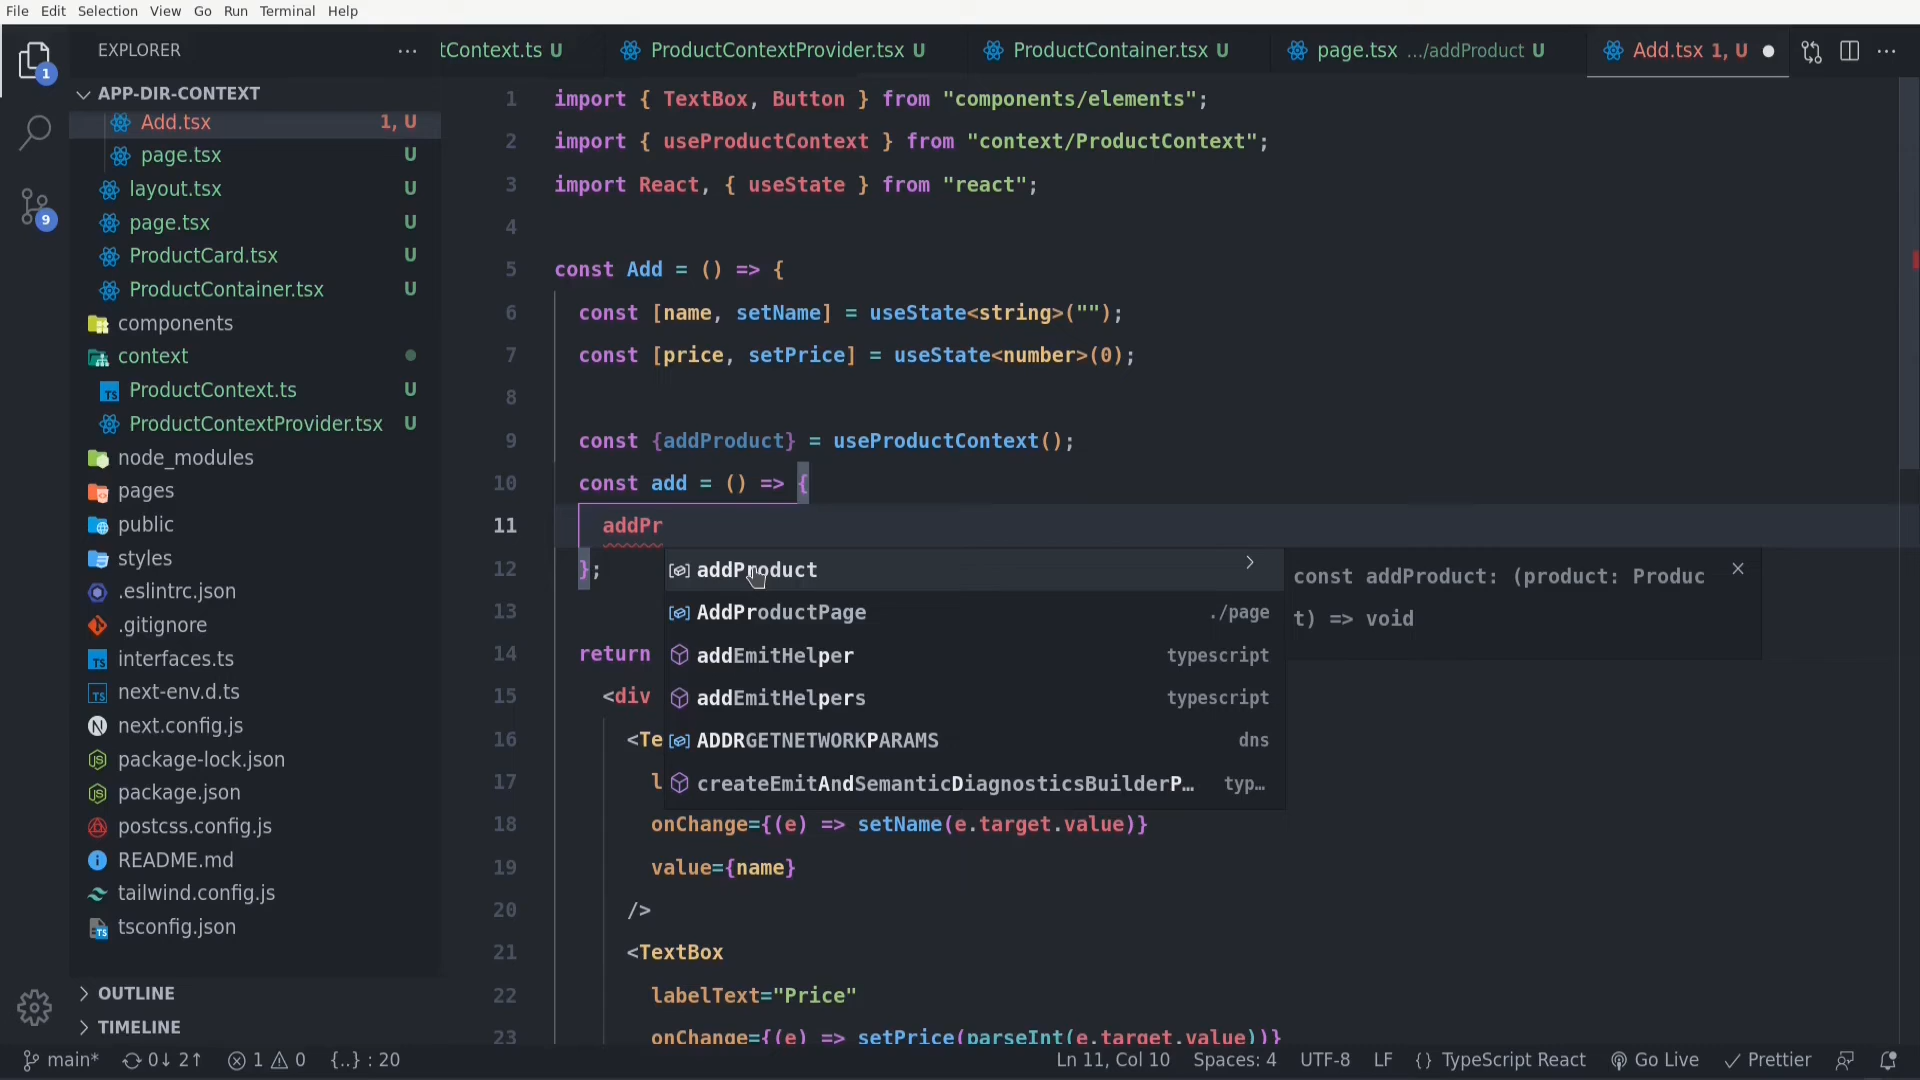 File Edit Selection View Go Run Terminal Help
EXPLORER
tContext.ts U
ProductContextProvider.tsx U
ProductContainer.tsx U
page.tsx .../addProduct U
Add.tsx 1, U
1
9
APP-DIR-CONTEXT
Add.tsx 1, U
page.tsx U
layout.tsx U
page.tsx U
ProductCard.tsx U
ProductContainer.tsx U
components
context
ProductContext.ts U
ProductContextProvider.tsx U
node_modules
pages
public
styles
.eslintrc.json
.gitignore
interfaces.ts
next-env.d.ts
next.config.js
package-lock.json
package.json
postcss.config.js
README.md
tailwind.config.js
tsconfig.json
OUTLINE
TIMELINE
1 import { TextBox, Button } from "components/elements";
2 import { useProductContext } from "context/ProductContext";
3 import React, { useState } from "react";
4
5 const Add = () => {
6 const [name, setName] = useState<string>("");
7 const [price, setPrice] = useState<number>(0);
8
9 const {addProduct} = useProductContext();
10 const add = () => {
11 addPr
12 };
13
14 return
15 <div
16 <Te
17 l
18 onChange={(e) => setName(e.target.value)}
19 value={name}
20 />
21 <TextBox
22 labelText="Price"
23 onChange={(e) => setPrice(parseInt(e.target.value))}
addProduct
AddProductPage ./page
addEmitHelper typescript
addEmitHelpers typescript
ADDRGETNETWORKPARAMS dns
createEmitAndSemanticDiagnosticsBuilderP… typ…
const addProduct: (product: Produc
t) => void
main* 0↓ 2↑ 1 0 {..} : 20 Ln 11, Col 10 Spaces: 4 UTF-8 LF {} TypeScript React Go Live Prettier